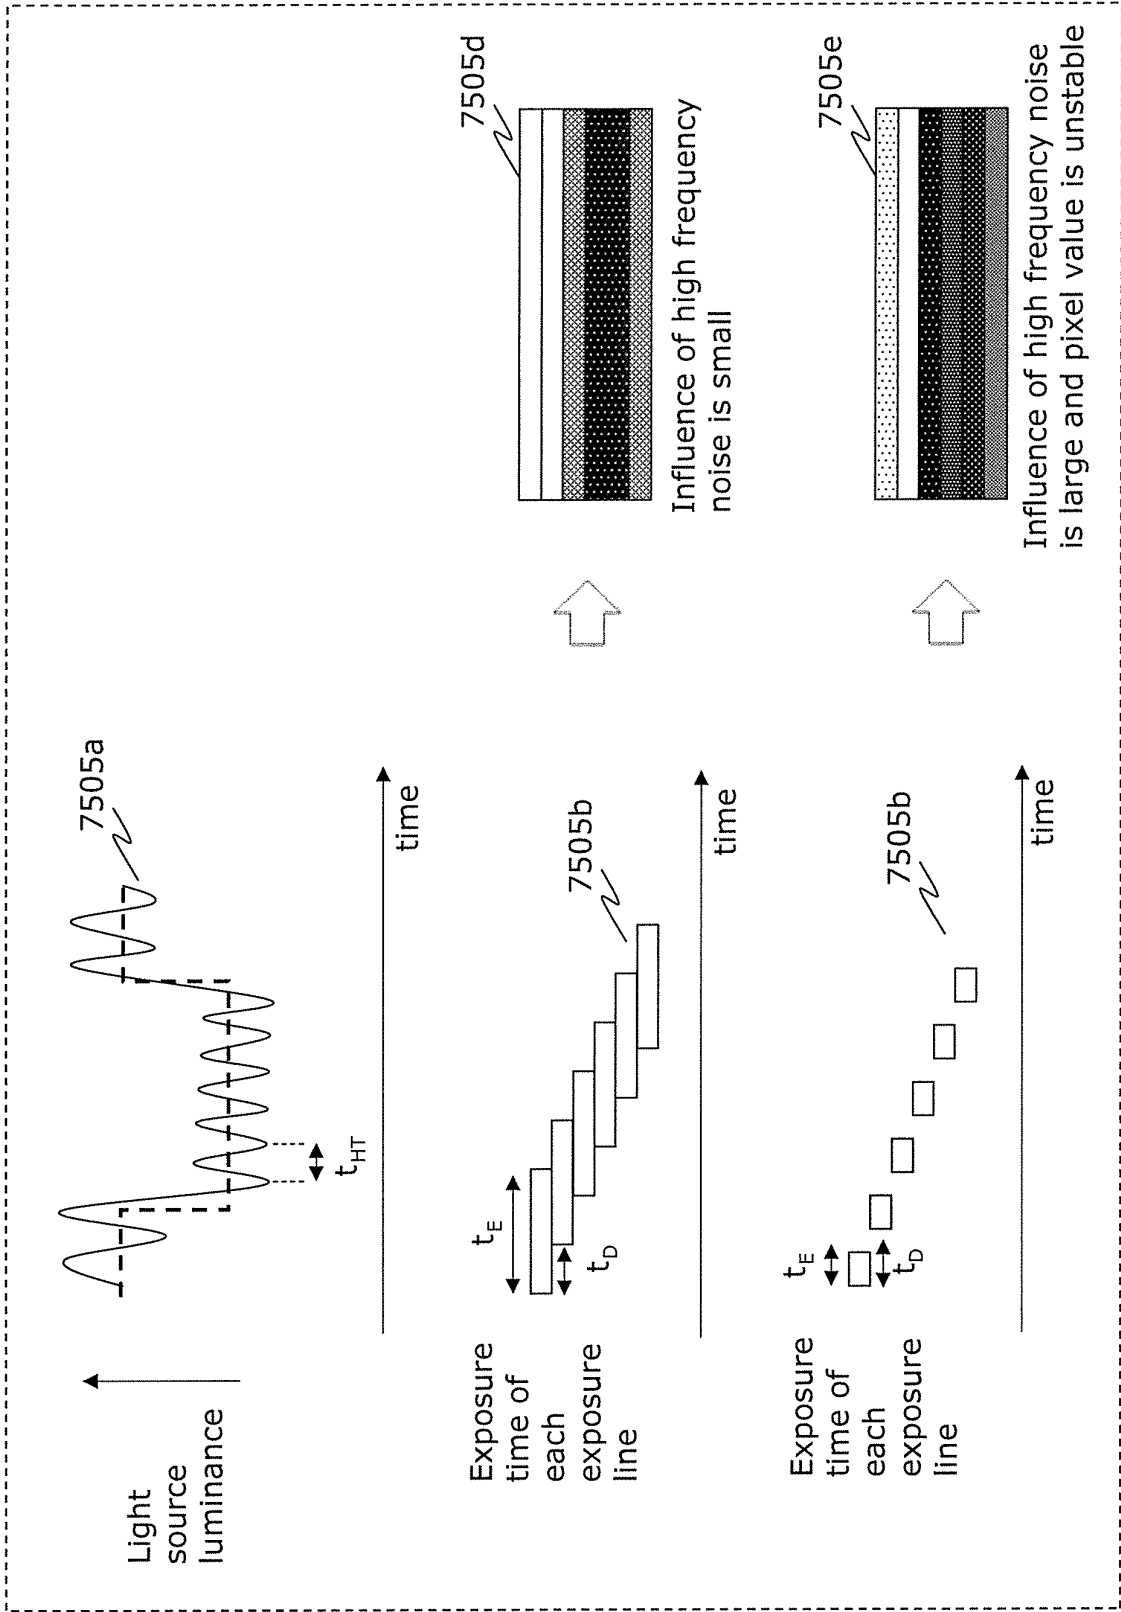 Light
source
luminance
7505a
t_HT
time
Exposure
time of
each
exposure
line
t_E
t_D
7505b
time
7505d
Influence of high frequency
noise is small
Exposure
time of
each
exposure
line
t_E
t_D
7505b
time
7505e
Influence of high frequency noise
is large and pixel value is unstable